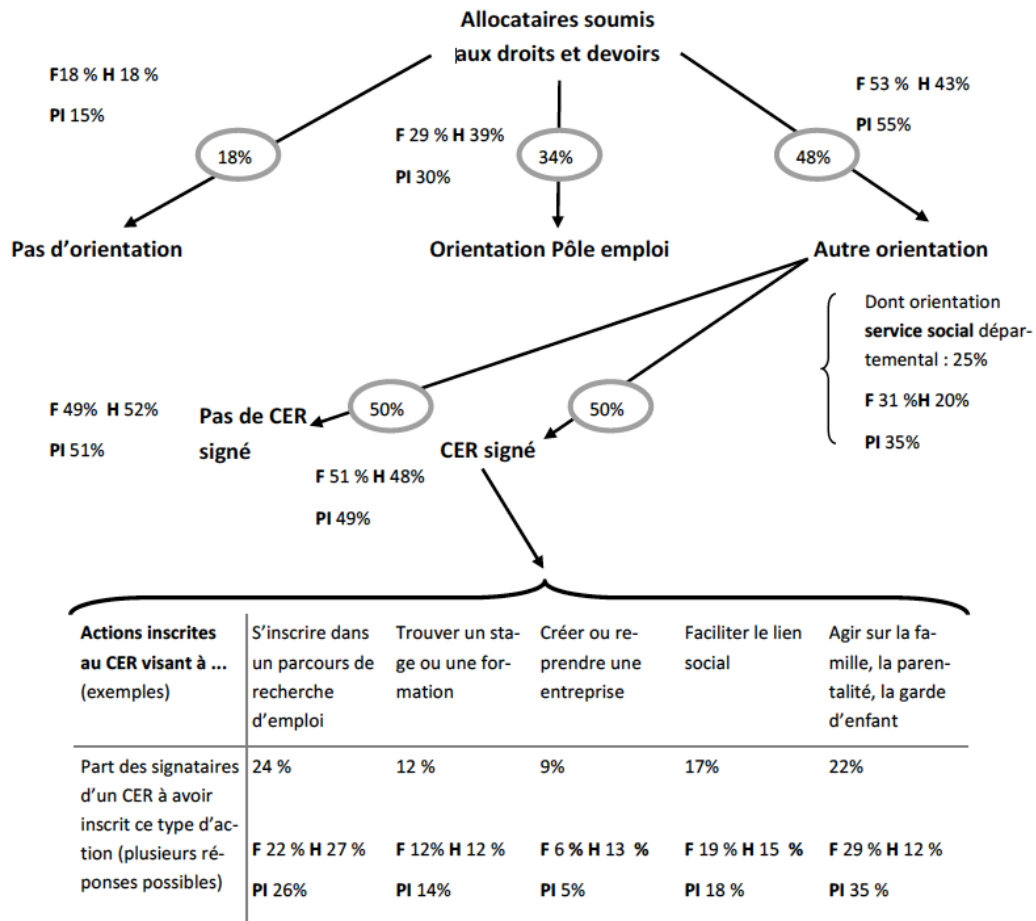 Allocataires soumis
aux droits et devoirs
F18 % H 18 %
PI 15%
18%
F 29 % H 39%
PI 30%
34%
F 53 % H 43%
PI 55%
48%
Pas d’orientation
Orientation Pôle emploi
Autre orientation
Dont orientation
service social dépar-
temental : 25%
F 31 %H 20%
PI 35%
F 49% H 52%
PI 51%
Pas de CER
signé
50%
50%
CER signé
F 51 % H 48%
PI 49%
Actions inscrites
au CER visant à ...
(exemples)
S’inscrire dans
un parcours de
recherche
d’emploi
Trouver un sta-
ge ou une for-
mation
Créer ou re-
prendre une
entreprise
Faciliter le lien
social
Agir sur la fa-
mille, la paren-
talité, la garde
d’enfant
Part des signataires
d’un CER à avoir
inscrit ce type d’ac-
tion (plusieurs ré-
ponses possibles)
24 %
12 %
9%
17%
22%
F 22 % H 27 %
F 12% H 12 %
F 6 % H 13 %
F 19 % H 15 %
F 29 % H 12 %
PI 26%
PI 14%
PI 5%
PI 18 %
PI 35 %